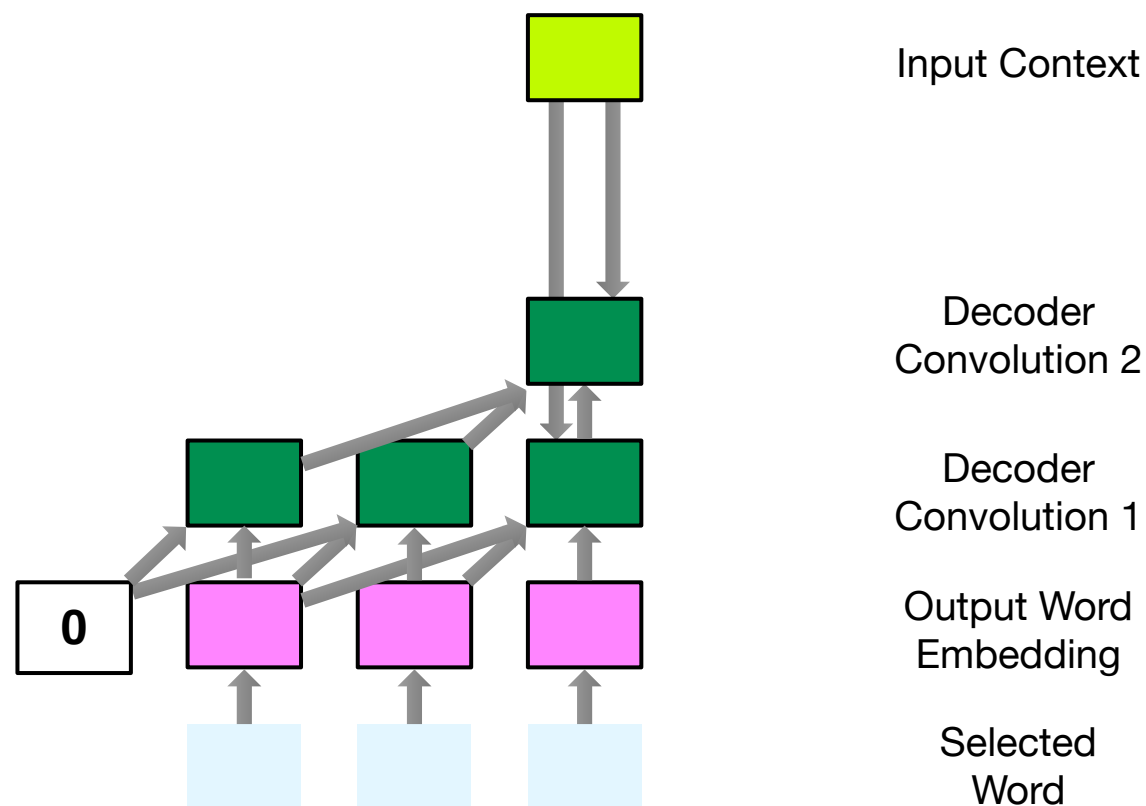 Input Context
Decoder
Convolution 2
Decoder
Convolution 1
0
Output Word
Embedding
Selected
Word